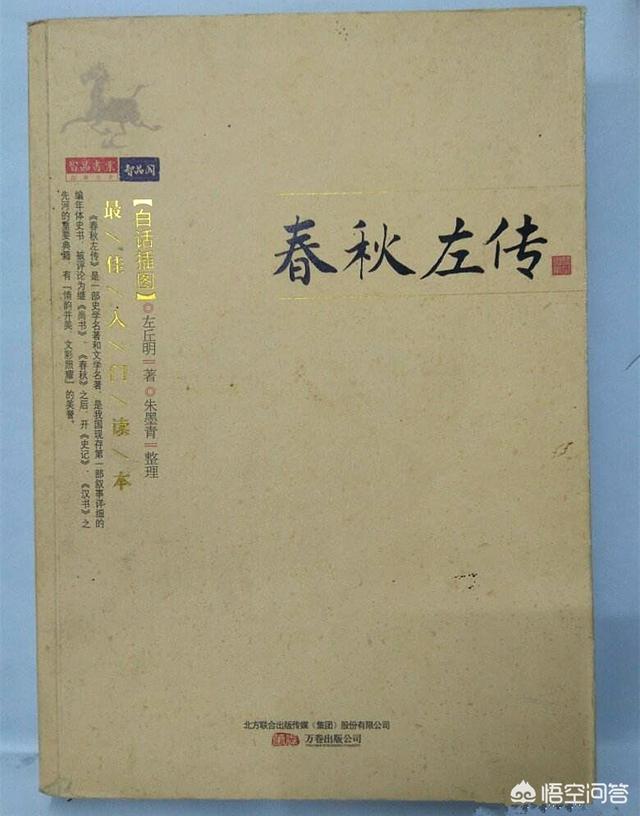 春秋左传
智品书业
智品阁
【白话插图】
左丘明 著 朱墨青 整理
最/佳/入/门/读/本
《春秋左传》是一部史学名著和文学名著,是我国现存第一部叙事详细的
编年体史书,被评论为继《尚书》、《春秋》之后,开《史记》、《汉书》之
先河的重要典籍,有“情韵并美,文彩照耀”的美誉。
北方联合出版传媒(集团)股份有限公司
万卷出版公司
悟空问答